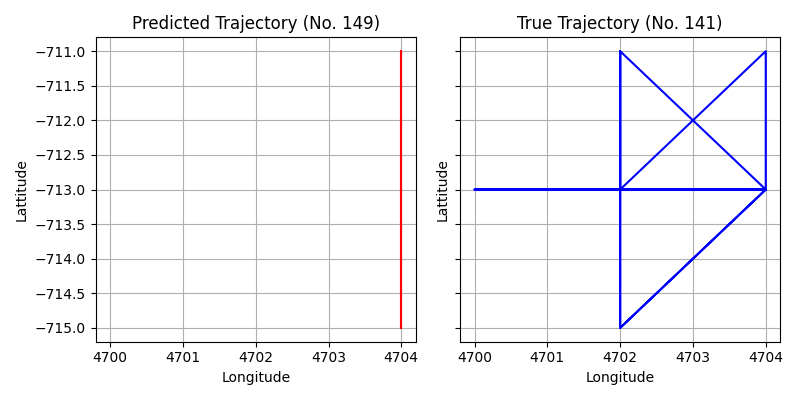 Predicted Trajectory (No. 149)
True Trajectory (No. 141)
−711.0
−711.5
−712.0
−712.5
−713.0
−713.5
−714.0
−714.5
−715.0
Lattitude
Lattitude
4700 4701 4702 4703 4704
4700 4701 4702 4703 4704
Longitude
Longitude